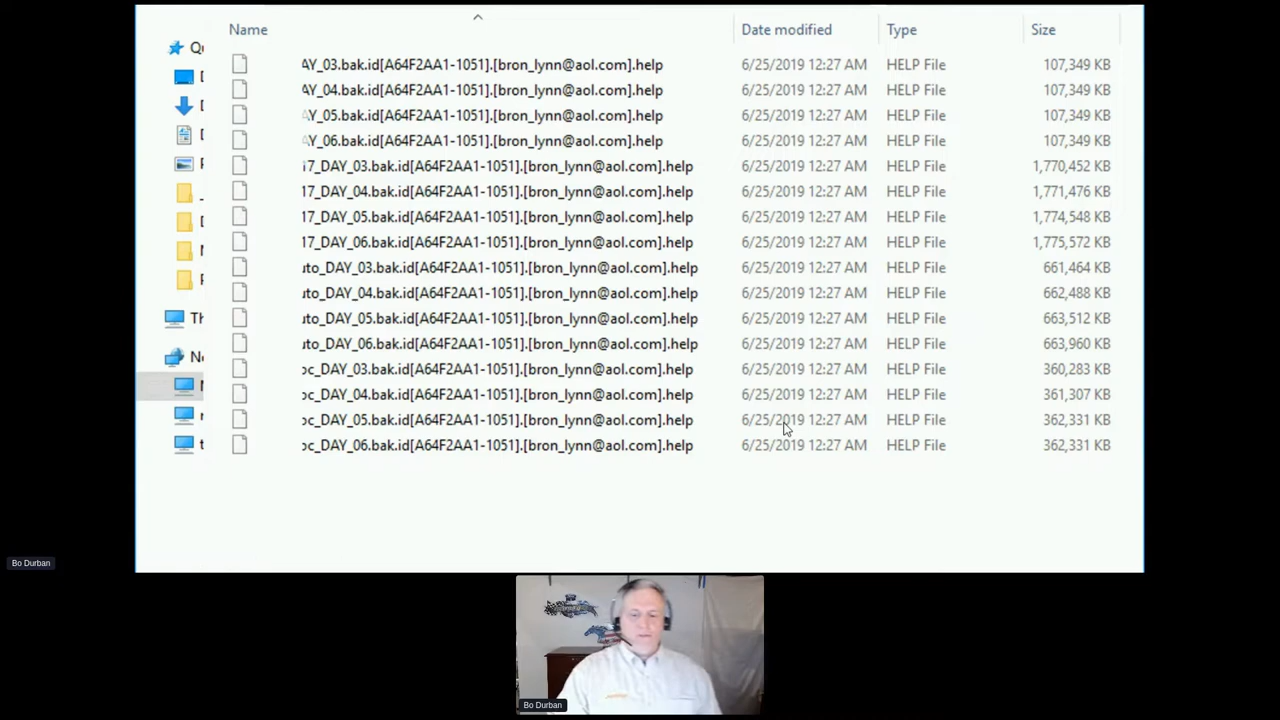 Name Date modified Type Size
Qu
AY_03.bak.id[A64F2AA1-1051].[bron_lynn@aol.com].help 6/25/2019 12:27 AM HELP File 107,349 KB
AY_04.bak.id[A64F2AA1-1051].[bron_lynn@aol.com].help 6/25/2019 12:27 AM HELP File 107,349 KB
AY_05.bak.id[A64F2AA1-1051].[bron_lynn@aol.com].help 6/25/2019 12:27 AM HELP File 107,349 KB
AY_06.bak.id[A64F2AA1-1051].[bron_lynn@aol.com].help 6/25/2019 12:27 AM HELP File 107,349 KB
17_DAY_03.bak.id[A64F2AA1-1051].[bron_lynn@aol.com].help 6/25/2019 12:27 AM HELP File 1,770,452 KB
17_DAY_04.bak.id[A64F2AA1-1051].[bron_lynn@aol.com].help 6/25/2019 12:27 AM HELP File 1,771,476 KB
17_DAY_05.bak.id[A64F2AA1-1051].[bron_lynn@aol.com].help 6/25/2019 12:27 AM HELP File 1,774,548 KB
17_DAY_06.bak.id[A64F2AA1-1051].[bron_lynn@aol.com].help 6/25/2019 12:27 AM HELP File 1,775,572 KB
uto_DAY_03.bak.id[A64F2AA1-1051].[bron_lynn@aol.com].help 6/25/2019 12:27 AM HELP File 661,464 KB
uto_DAY_04.bak.id[A64F2AA1-1051].[bron_lynn@aol.com].help 6/25/2019 12:27 AM HELP File 662,488 KB
Th uto_DAY_05.bak.id[A64F2AA1-1051].[bron_lynn@aol.com].help 6/25/2019 12:27 AM HELP File 663,512 KB
uto_DAY_06.bak.id[A64F2AA1-1051].[bron_lynn@aol.com].help 6/25/2019 12:27 AM HELP File 663,960 KB
Ne oc_DAY_03.bak.id[A64F2AA1-1051].[bron_lynn@aol.com].help 6/25/2019 12:27 AM HELP File 360,283 KB
oc_DAY_04.bak.id[A64F2AA1-1051].[bron_lynn@aol.com].help 6/25/2019 12:27 AM HELP File 361,307 KB
oc_DAY_05.bak.id[A64F2AA1-1051].[bron_lynn@aol.com].help 6/25/2019 12:27 AM HELP File 362,331 KB
oc_DAY_06.bak.id[A64F2AA1-1051].[bron_lynn@aol.com].help 6/25/2019 12:27 AM HELP File 362,331 KB
Bo Durban
Bo Durban